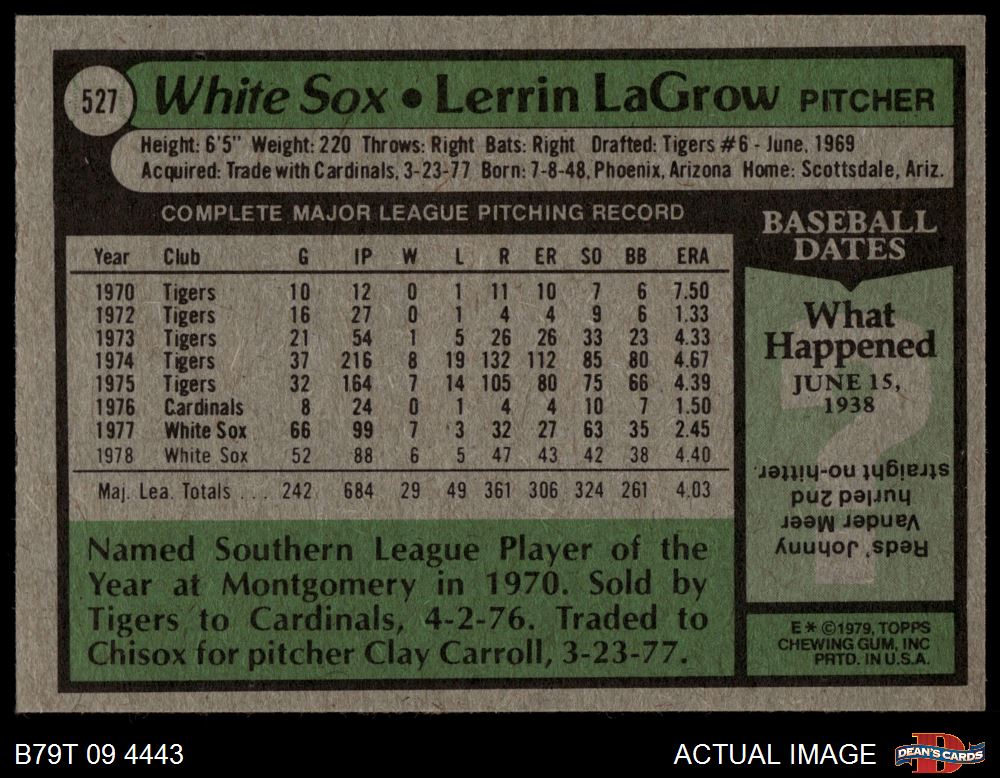 527
White Sox • Lerrin LaGrow PITCHER
Height: 6'5" Weight: 220 Throws: Right Bats: Right Drafted: Tigers #6 - June, 1969
Acquired: Trade with Cardinals, 3-23-77 Born: 7-8-48, Phoenix, Arizona Home: Scottsdale, Ariz.
COMPLETE MAJOR LEAGUE PITCHING RECORD
Year Club G IP W L R ER SO BB ERA
1970 Tigers 10 12 0 1 11 10 7 6 7.50
1972 Tigers 16 27 0 1 4 4 9 6 1.33
1973 Tigers 21 54 1 5 26 26 33 23 4.33
1974 Tigers 37 216 8 19 132 112 85 80 4.67
1975 Tigers 32 164 7 14 105 80 75 66 4.39
1976 Cardinals 8 24 0 1 4 4 10 7 1.50
1977 White Sox 66 99 7 3 32 27 63 35 2.45
1978 White Sox 52 88 6 5 47 43 42 38 4.40
Maj. Lea. Totals . . . 242 684 29 49 361 306 324 261 4.03
Named Southern League Player of the
Year at Montgomery in 1970. Sold by
Tigers to Cardinals, 4-2-76. Traded to
Chisox for pitcher Clay Carroll, 3-23-77.
BASEBALL
DATES
What
Happened
JUNE 15,
1938
?
Reds' Johnny
Vander Meer
hurled 2nd
straight no-hitter.
E * ©1979, TOPPS
CHEWING GUM, INC
PRTD. IN U.S.A.
B79T 09 4443
ACTUAL IMAGE
DEAN'S CARDS